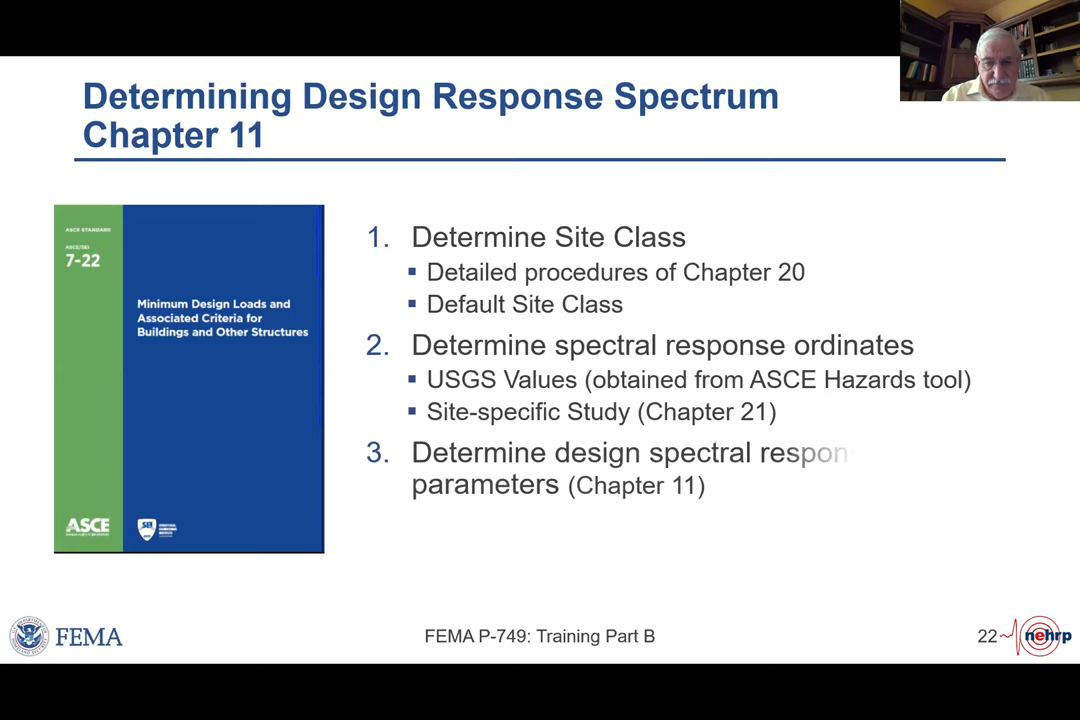 Determining Design Response Spectrum
Chapter 11
ASCE STANDARD
ASCE/SEI
7-22
Minimum Design Loads and
Associated Criteria for
Buildings and Other Structures
ASCE
SEI
1. Determine Site Class
▪ Detailed procedures of Chapter 20
▪ Default Site Class
2. Determine spectral response ordinates
▪ USGS Values (obtained from ASCE Hazards tool)
▪ Site-specific Study (Chapter 21)
3. Determine design spectral respon
parameters (Chapter 11)
FEMA
FEMA P-749: Training Part B
22
nehrp